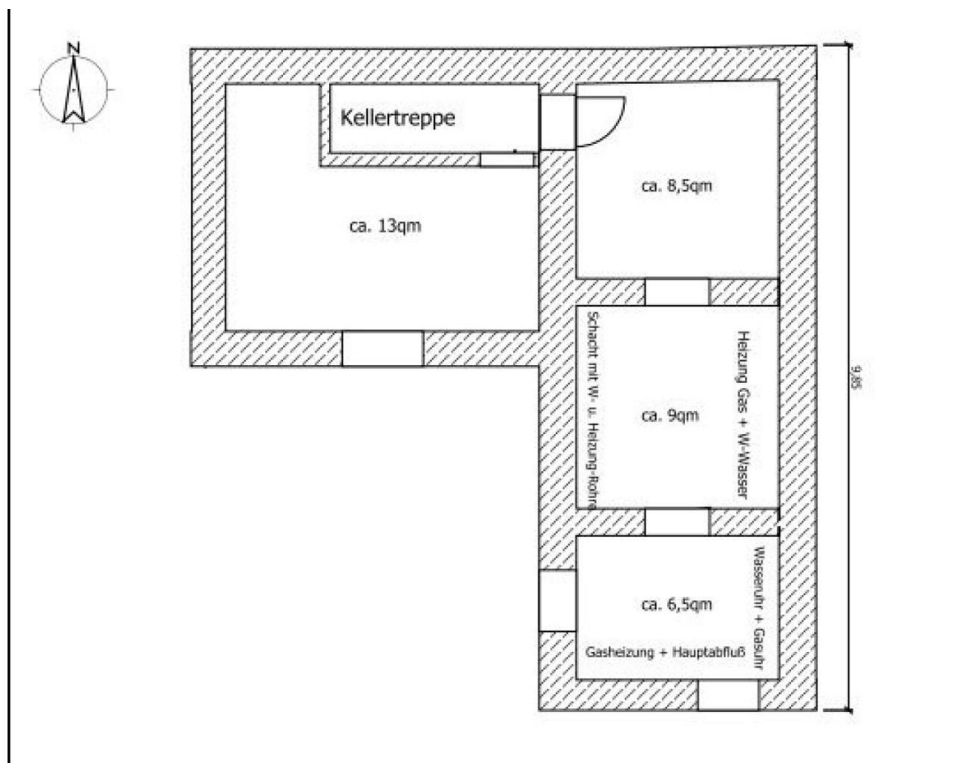 N
Kellertreppe
ca. 8,5qm
ca. 13qm
Schacht mit W- u. Heizung-Rohre
Heizung Gas + W-Wasser
ca. 9qm
9,85
Wasseruhr + Gasuhr
ca. 6,5qm
Gasheizung + Hauptabfluß